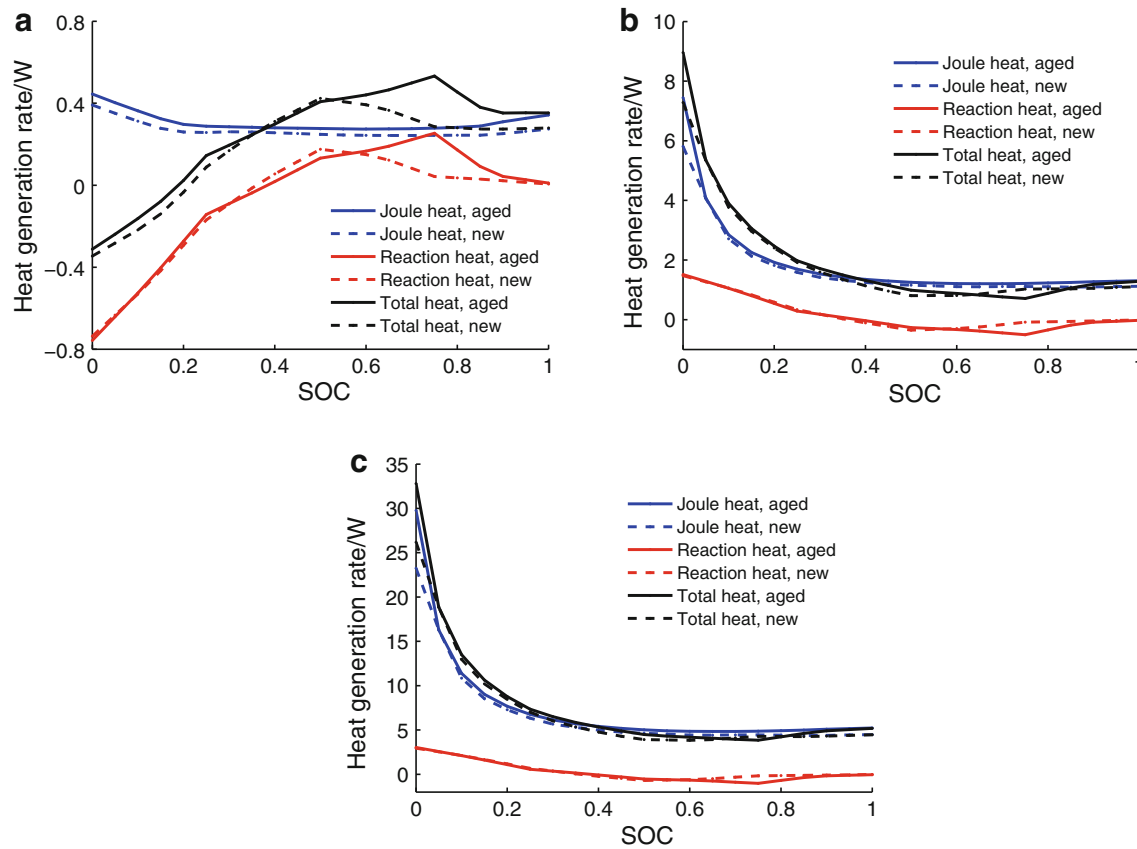 a
Heat generation rate/W
0.8
0.4
0
−0.4
−0.8
Joule heat, aged
Joule heat, new
Reaction heat, aged
Reaction heat, new
Total heat, aged
Total heat, new
0 0.2 0.4 0.6 0.8 1
SOC
b
Heat generation rate/W
10
8
6
4
2
0
Joule heat, aged
Joule heat, new
Reaction heat, aged
Reaction heat, new
Total heat, aged
Total heat, new
0 0.2 0.4 0.6 0.8 1
SOC
c
Heat generation rate/W
35
30
25
20
15
10
5
0
Joule heat, aged
Joule heat, new
Reaction heat, aged
Reaction heat, new
Total heat, aged
Total heat, new
0 0.2 0.4 0.6 0.8 1
SOC